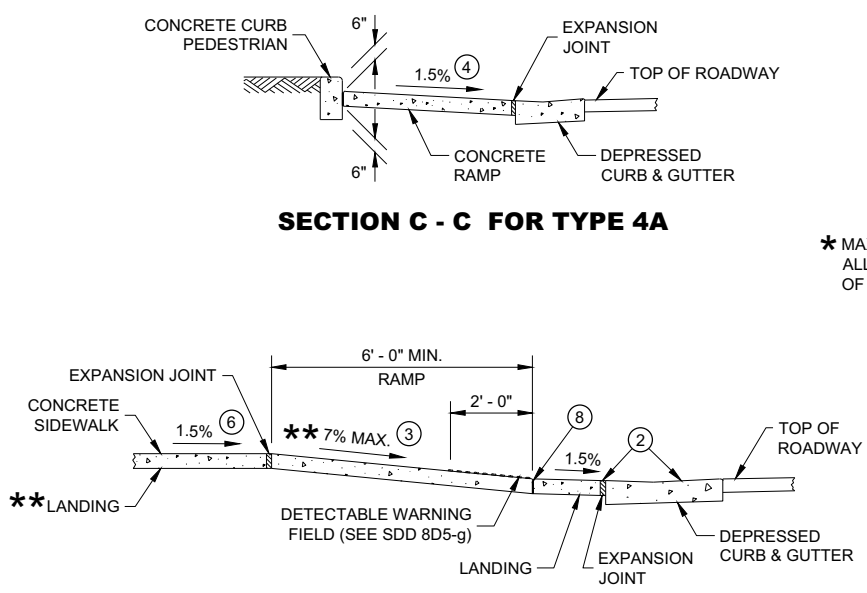 CONCRETE CURB
PEDESTRIAN
6"
EXPANSION
JOINT
1.5% 4
TOP OF ROADWAY
6"
CONCRETE
RAMP
DEPRESSED
CURB & GUTTER
SECTION C - C FOR TYPE 4A
* MA
ALL
OF
6' - 0" MIN.
RAMP
EXPANSION JOINT
2' - 0"
CONCRETE
SIDEWALK
1.5% 6
** 7% MAX. 3
8
1.5%
2
TOP OF
ROADWAY
**LANDING
DETECTABLE WARNING
FIELD (SEE SDD 8D5-g)
LANDING
EXPANSION
JOINT
DEPRESSED
CURB & GUTTER